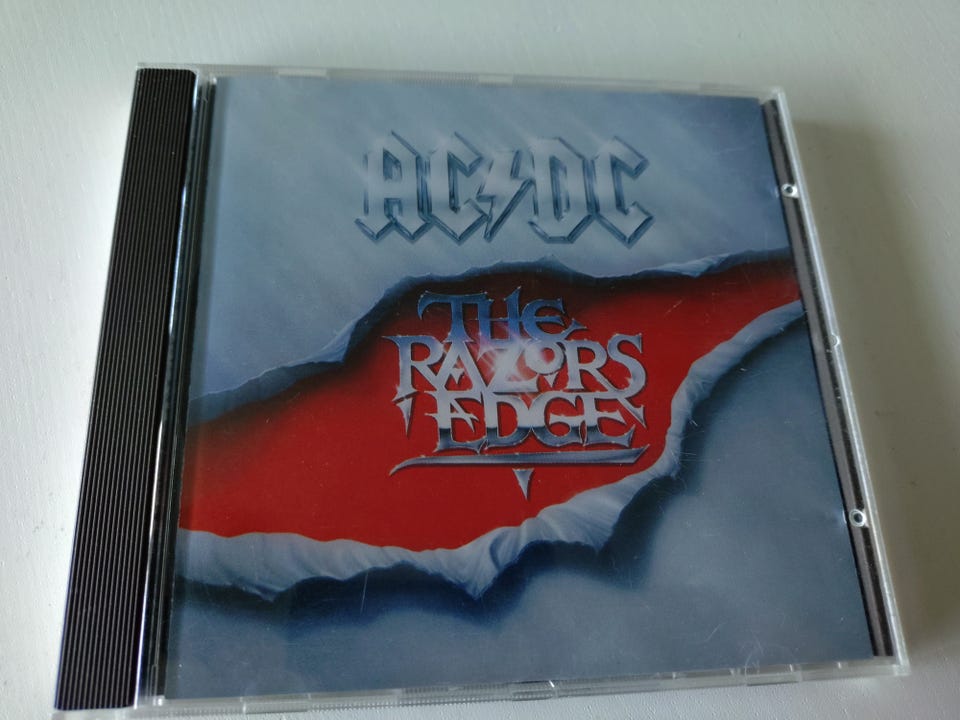 AC/DC
THE
RAZORS
EDGE